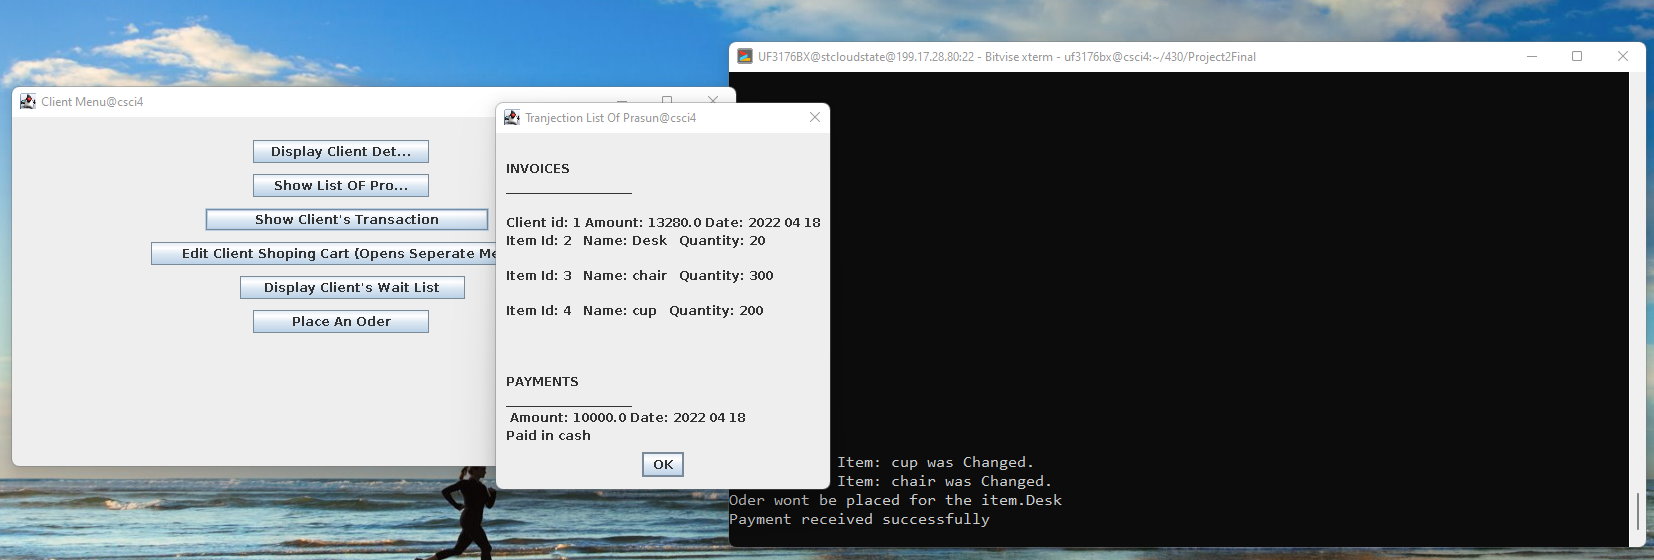 UF3176BX@stcloudstate@199.17.28.80:22 - Bitvise xterm - uf3176bx@csci4:~/430/Project2Final
Client Menu@csci4
Display Client Det...
Show List OF Pro...
Show Client's Transaction
Edit Client Shoping Cart (Opens Seperate Me
Display Client's Wait List
Place An Oder
Tranjection List Of Prasun@csci4
INVOICES
Client id: 1 Amount: 13280.0 Date: 2022 04 18
Item Id: 2 Name: Desk Quantity: 20
Item Id: 3 Name: chair Quantity: 300
Item Id: 4 Name: cup Quantity: 200
PAYMENTS
Amount: 10000.0 Date: 2022 04 18
Paid in cash
OK
Item: cup was Changed.
Item: chair was Changed.
Oder wont be placed for the item.Desk
Payment received successfully